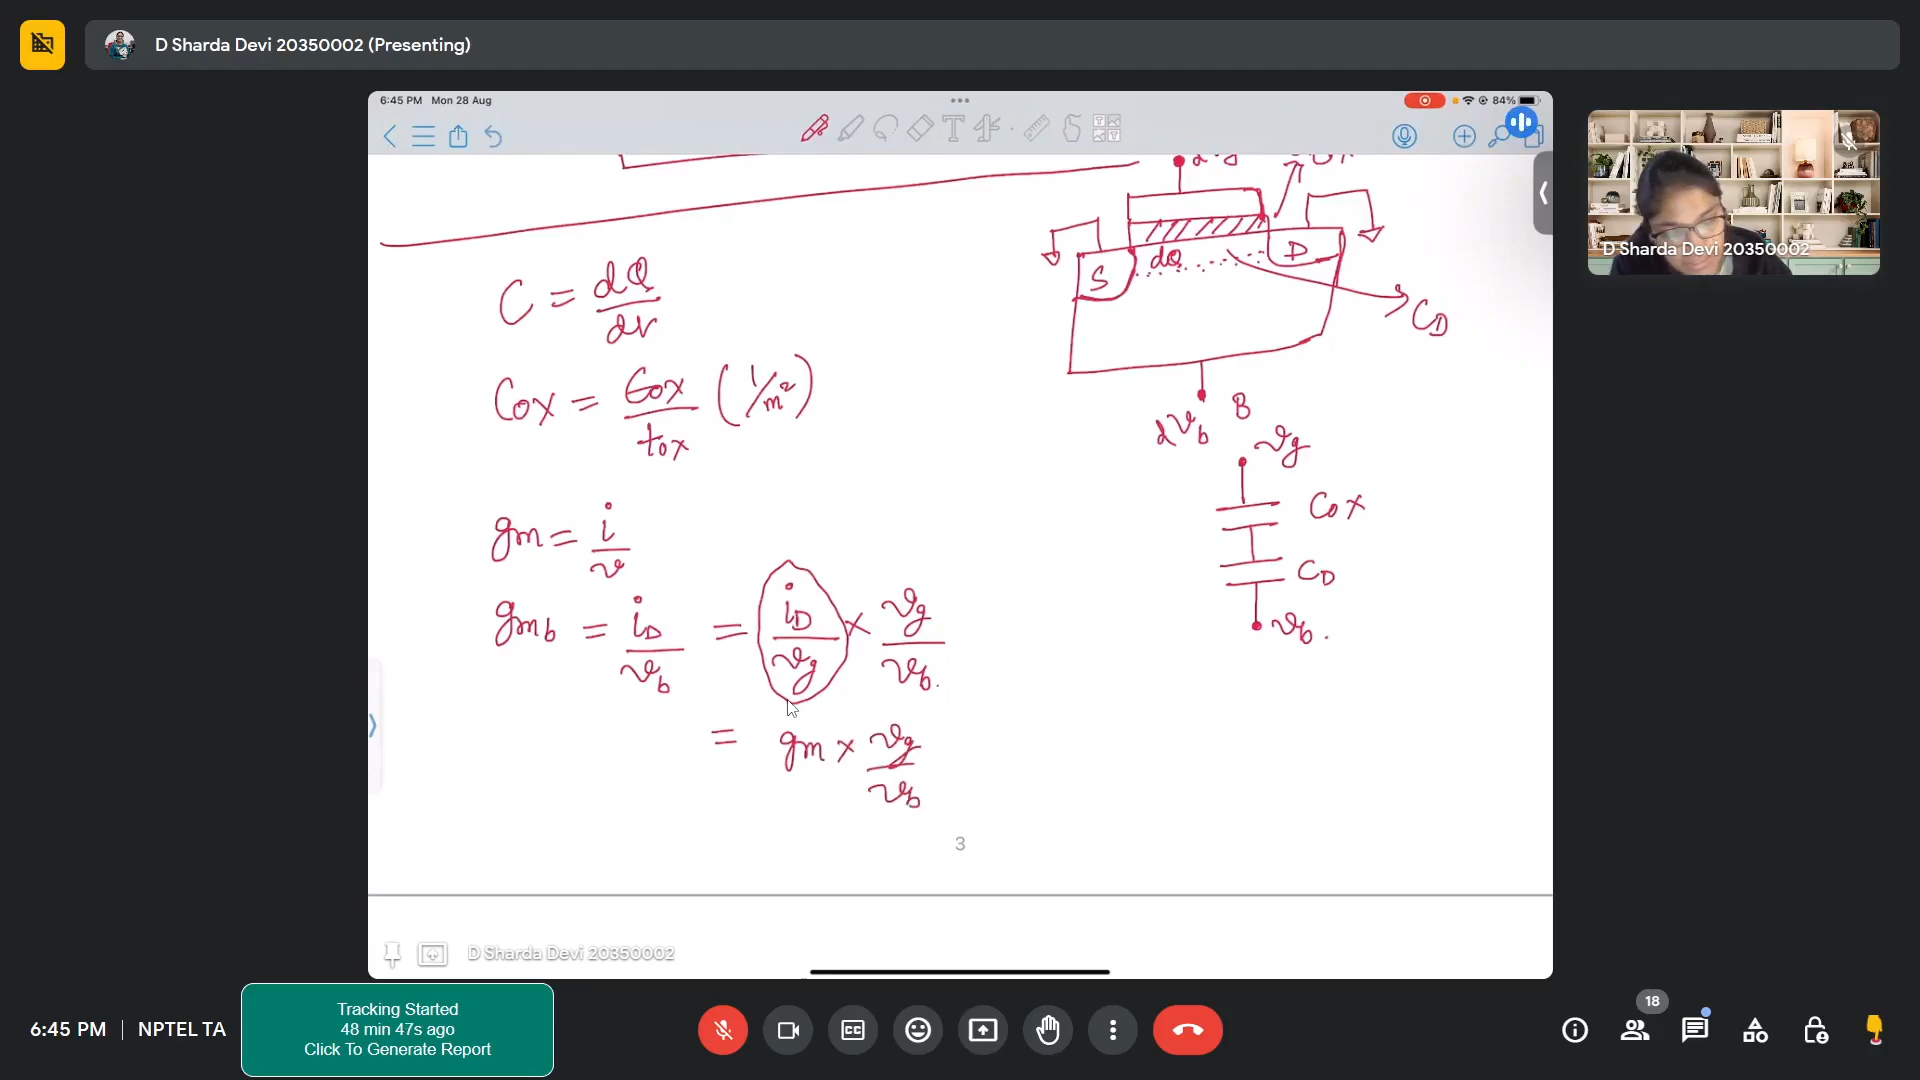 D Sharda Devi 20350002 (Presenting)
6:45 PM Mon 28 Aug
84%
C = dQ/dv
Cox = Єox/tox (1/m²)
gm = i/v
gmb = iD/vb = iD/vg × vg/vb.
= gm × vg/vb
S
dQ
D
CD
dvb
B
vg
Cox
CD
vb.
3
D Sharda Devi 20350002
D Sharda Devi 20350002
6:45 PM | NPTEL TA
Tracking Started
48 min 47s ago
Click To Generate Report
CC
18